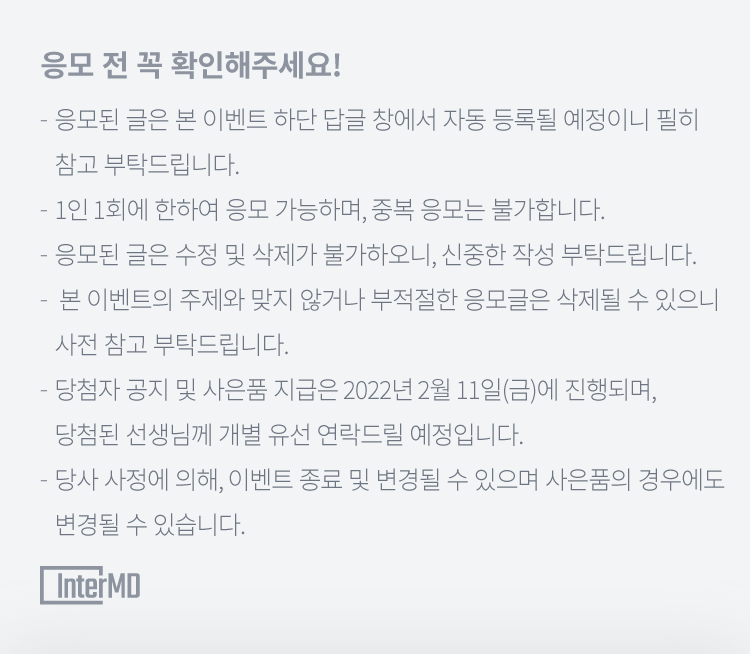 응모 전 꼭 확인해주세요!
- 응모된 글은 본 이벤트 하단 답글 창에서 자동 등록될 예정이니 필히
참고 부탁드립니다.
- 1인 1회에 한하여 응모 가능하며, 중복 응모는 불가합니다.
- 응모된 글은 수정 및 삭제가 불가하오니, 신중한 작성 부탁드립니다.
- 본 이벤트의 주제와 맞지 않거나 부적절한 응모글은 삭제될 수 있으니
사전 참고 부탁드립니다.
- 당첨자 공지 및 사은품 지급은 2022년 2월 11일(금)에 진행되며,
당첨된 선생님께 개별 유선 연락드릴 예정입니다.
- 당사 사정에 의해, 이벤트 종료 및 변경될 수 있으며 사은품의 경우에도
변경될 수 있습니다.
InterMD